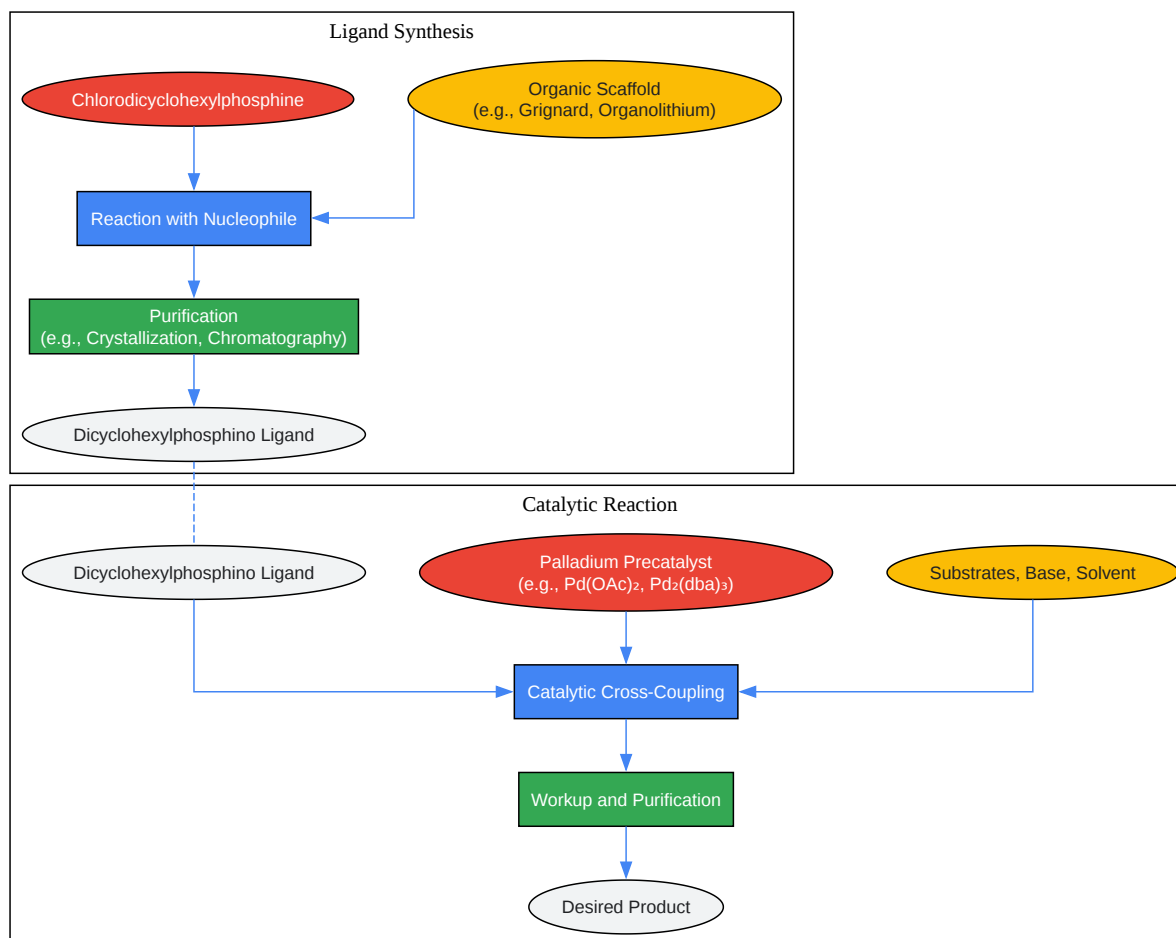 Ligand Synthesis
Chlorodicyclohexylphosphine
Organic Scaffold
(e.g., Grignard, Organolithium)
Reaction with Nucleophile
Purification
(e.g., Crystallization, Chromatography)
Dicyclohexylphosphino Ligand
Catalytic Reaction
Dicyclohexylphosphino Ligand
Palladium Precatalyst
(e.g., Pd(OAc)₂, Pd₂(dba)₃)
Substrates, Base, Solvent
Catalytic Cross-Coupling
Workup and Purification
Desired Product